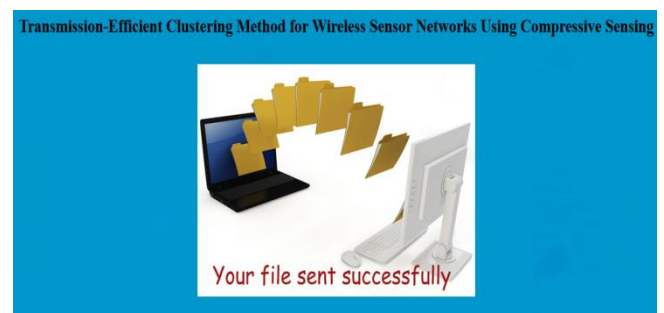 Transmission-Efficient Clustering Method for Wireless Sensor Networks Using Compressive Sensing
Your file sent successfully